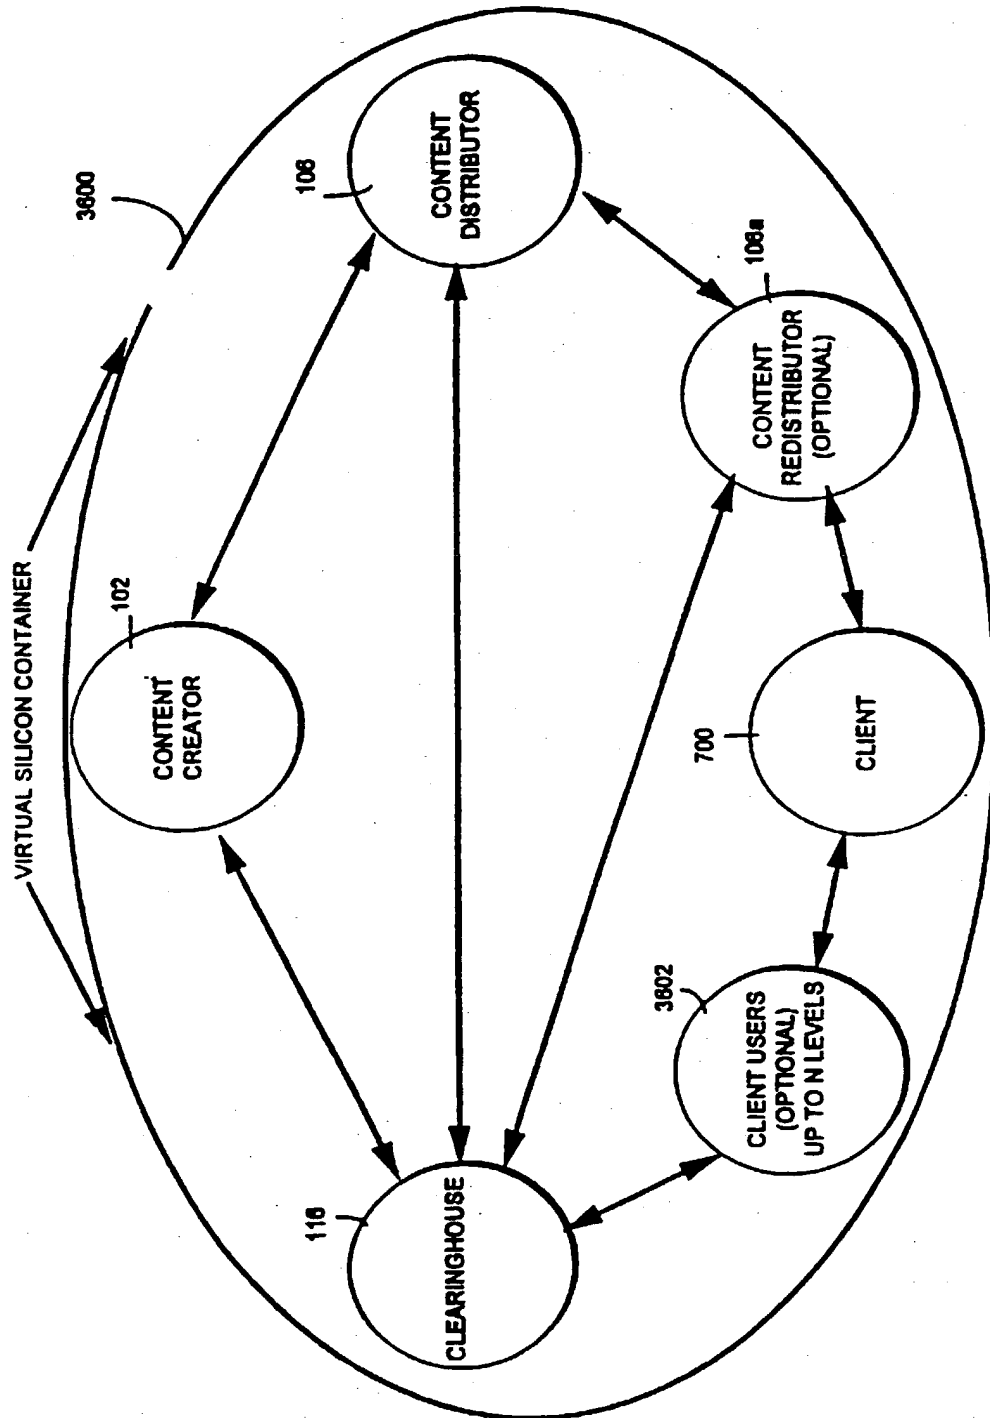 VIRTUAL SILICON CONTAINER
3600
102
CONTENT
CREATOR
106
CONTENT
DISTRIBUTOR
116
CLEARINGHOUSE
106a
CONTENT
REDISTRIBUTOR
(OPTIONAL)
3602
CLIENT USERS
(OPTIONAL)
UP TO N LEVELS
700
CLIENT